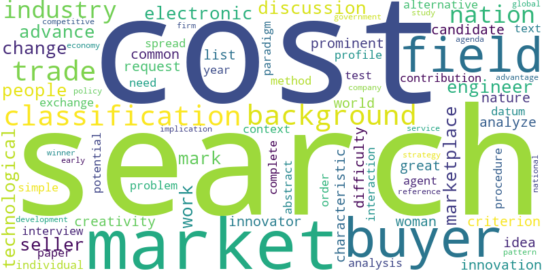 industry electronic discussion alternative global
competitive firm government study nation
advance spread prominent candidate text
change economy common list paradigm profile agenda
cost field
trade request year method test contribution advantage
people policy need company engineer
exchange world nature
classification background datum
search
technological potential mark context complete difficulty service marketplace analyze
implication winner early abstract interaction characteristic strategy great procedure
simple problem work order agent reference national
development creativity innovator woman criterion
interview seller market buyer idea
paper pattern
individual analysis innovation